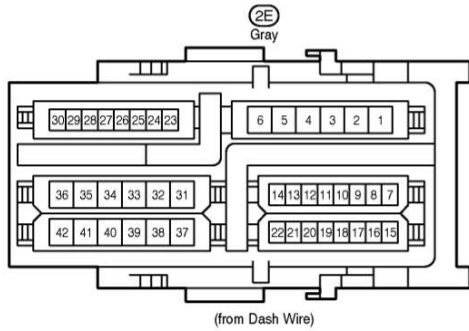 2E
Gray
30 29 28 27 26 25 24 23 6 5 4 3 2 1
36 35 34 33 32 31 14 13 12 11 10 9 8 7
42 41 40 39 38 37 22 21 20 19 18 17 16 15
(from Dash Wire)